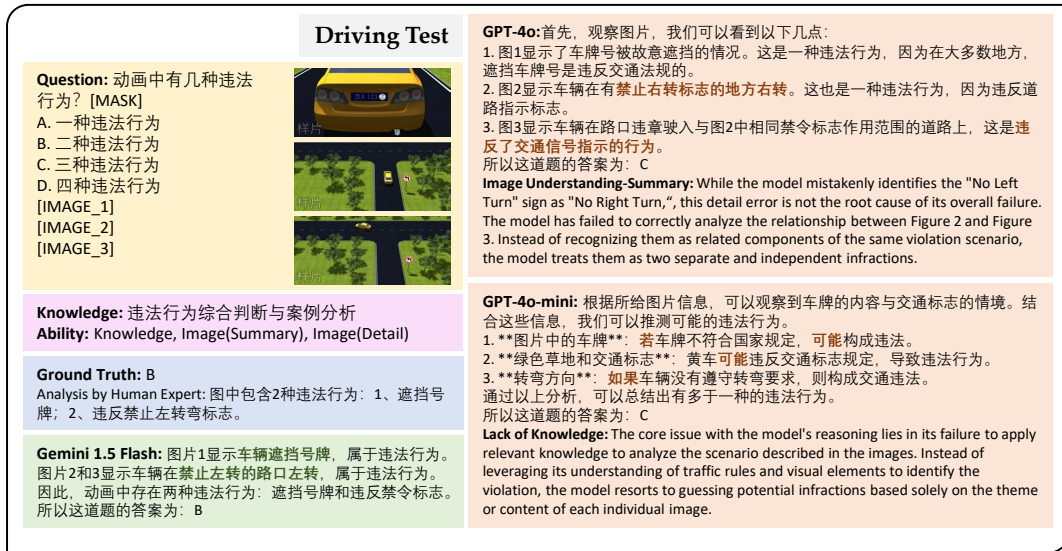 Driving Test
Question: 动画中有几种违法
行为？[MASK]
A. 一种违法行为
B. 二种违法行为
C. 三种违法行为
D. 四种违法行为
[IMAGE_1]
[IMAGE_2]
[IMAGE_3]
样片
样片
样片
Knowledge: 违法行为综合判断与案例分析
Ability: Knowledge, Image(Summary), Image(Detail)
Ground Truth: B
Analysis by Human Expert: 图中包含2种违法行为：1、遮挡号
牌；2、违反禁止左转弯标志。
Gemini 1.5 Flash: 图片1显示车辆遮挡号牌，属于违法行为。
图片2和3显示车辆在禁止左转的路口左转，属于违法行为。
因此，动画中存在两种违法行为：遮挡号牌和违反禁令标志。
所以这道题的答案为：B
GPT-4o:首先，观察图片，我们可以看到以下几点：
1. 图1显示了车牌号被故意遮挡的情况。这是一种违法行为，因为在大多数地方，
遮挡车牌号是违反交通法规的。
2. 图2显示车辆在有禁止右转标志的地方右转。这也是一种违法行为，因为违反道
路指示标志。
3. 图3显示车辆在路口违章驶入与图2中相同禁令标志作用范围的道路上，这是违
反了交通信号指示的行为。
所以这道题的答案为：C
Image Understanding-Summary: While the model mistakenly identifies the "No Left
Turn" sign as "No Right Turn,“, this detail error is not the root cause of its overall failure.
The model has failed to correctly analyze the relationship between Figure 2 and Figure
3. Instead of recognizing them as related components of the same violation scenario,
the model treats them as two separate and independent infractions.
GPT-4o-mini: 根据所给图片信息，可以观察到车牌的内容与交通标志的情境。结
合这些信息，我们可以推测可能的违法行为。
1. **图片中的车牌**：若车牌不符合国家规定，可能构成违法。
2. **绿色草地和交通标志**：黄车可能违反交通标志规定，导致违法行为。
3. **转弯方向**：如果车辆没有遵守转弯要求，则构成交通违法。
通过以上分析，可以总结出有多于一种的违法行为。
所以这道题的答案为：C
Lack of Knowledge: The core issue with the model's reasoning lies in its failure to apply
relevant knowledge to analyze the scenario described in the images. Instead of
leveraging its understanding of traffic rules and visual elements to identify the
violation, the model resorts to guessing potential infractions based solely on the theme
or content of each individual image.